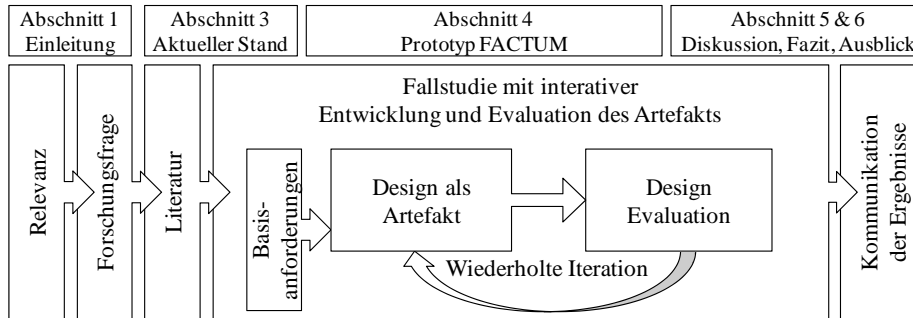 Abschnitt 1
Einleitung
Abschnitt 3
Aktueller Stand
Abschnitt 4
Prototyp FACTUM
Abschnitt 5 & 6
Diskussion, Fazit, Ausblick
Relevanz
Forschungsfrage
Literatur
Fallstudie mit interativer
Entwicklung und Evaluation des Artefakts
Basis-
anforderungen
Design als
Artefakt
Design
Evaluation
Wiederholte Iteration
Kommunikation
der Ergebnisse